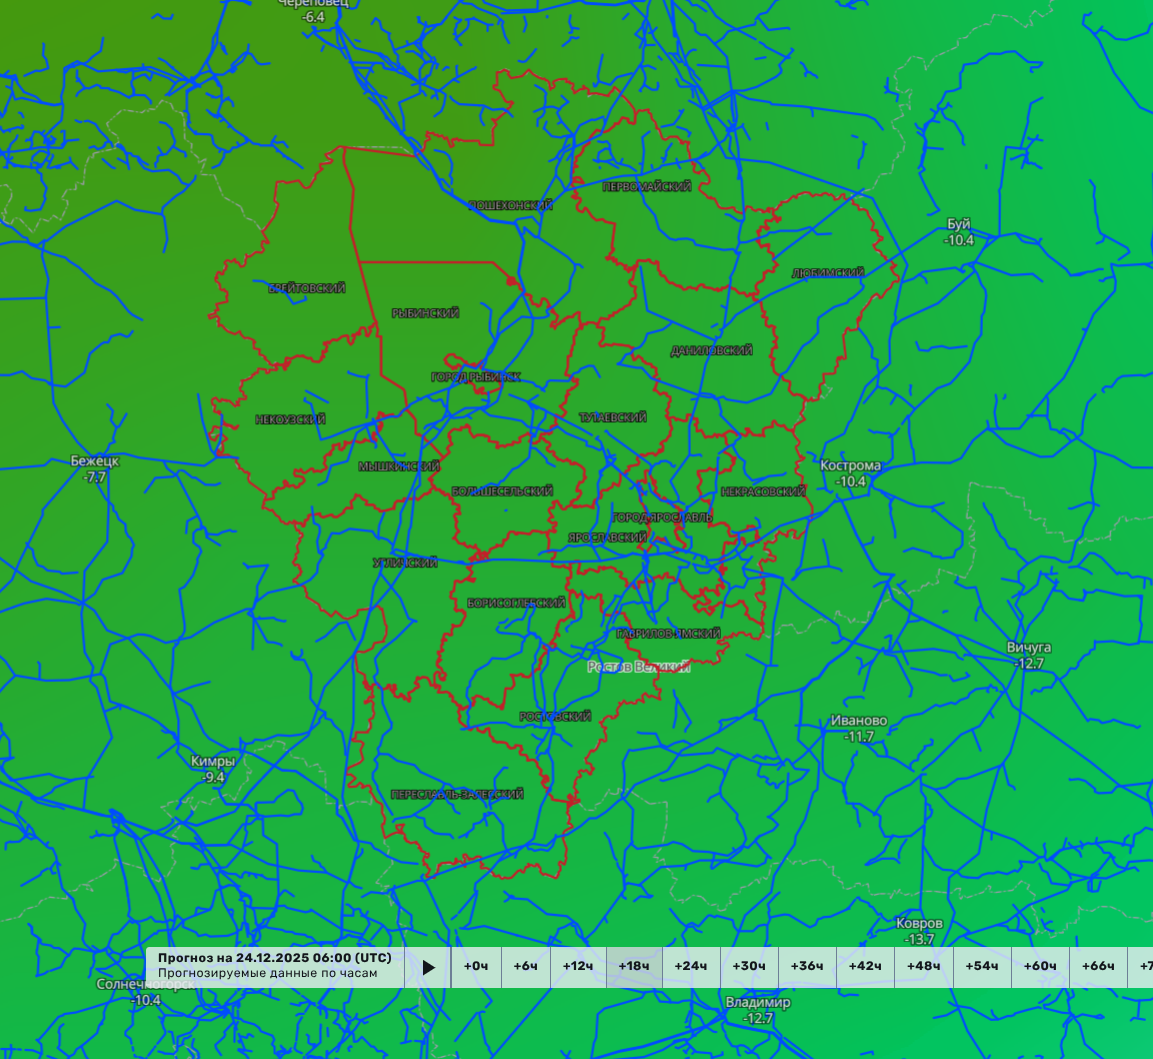 Череповец
-6.4
ПЕРВОМАЙСКИЙ
ПОШЕХОНСКИЙ
Буй
-10.4
ЛЮБИМСКИЙ
БРЕЙТОВСКИЙ
РЫБИНСКИЙ
ДАНИЛОВСКИЙ
ГОРОД РЫБИНСК
НЕКОУЗСКИЙ
ТУТАЕВСКИЙ
Бежецк
-7.7
МЫШКИНСКИЙ
Кострома
-10.4
БОЛЬШЕСЕЛЬСКИЙ
НЕКРАСОВСКИЙ
ГОРОД ЯРОСЛАВЛЬ
ЯРОСЛАВСКИЙ
УГЛИЧСКИЙ
БОРИСОГЛЕБСКИЙ
ГАВРИЛОВ-ЯМСКИЙ
Вичуга
-12.7
Ростов Великий
РОСТОВСКИЙ
Иваново
-11.7
Кимры
-9.4
ПЕРЕСЛАВЛЬ-ЗАЛЕССКИЙ
Ковров
-13.7
Прогноз на 24.12.2025 06:00 (UTC)
Прогнозируемые данные по часам
+0ч +6ч +12ч +18ч +24ч +30ч +36ч +42ч +48ч +54ч +60ч +66ч +7
Солнечногорск
-10.4
Владимир
-12.7